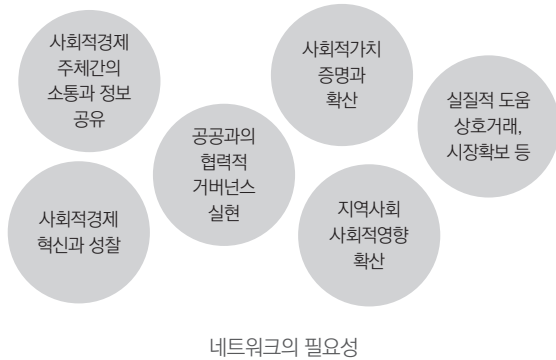 사회적경제
주체간의
소통과 정보
공유
사회적가치
증명과
확산
실질적 도움
상호거래,
시장확보 등
공공과의
협력적
거버넌스
실현
사회적경제
혁신과 성찰
지역사회
사회적영향
확산
네트워크의 필요성